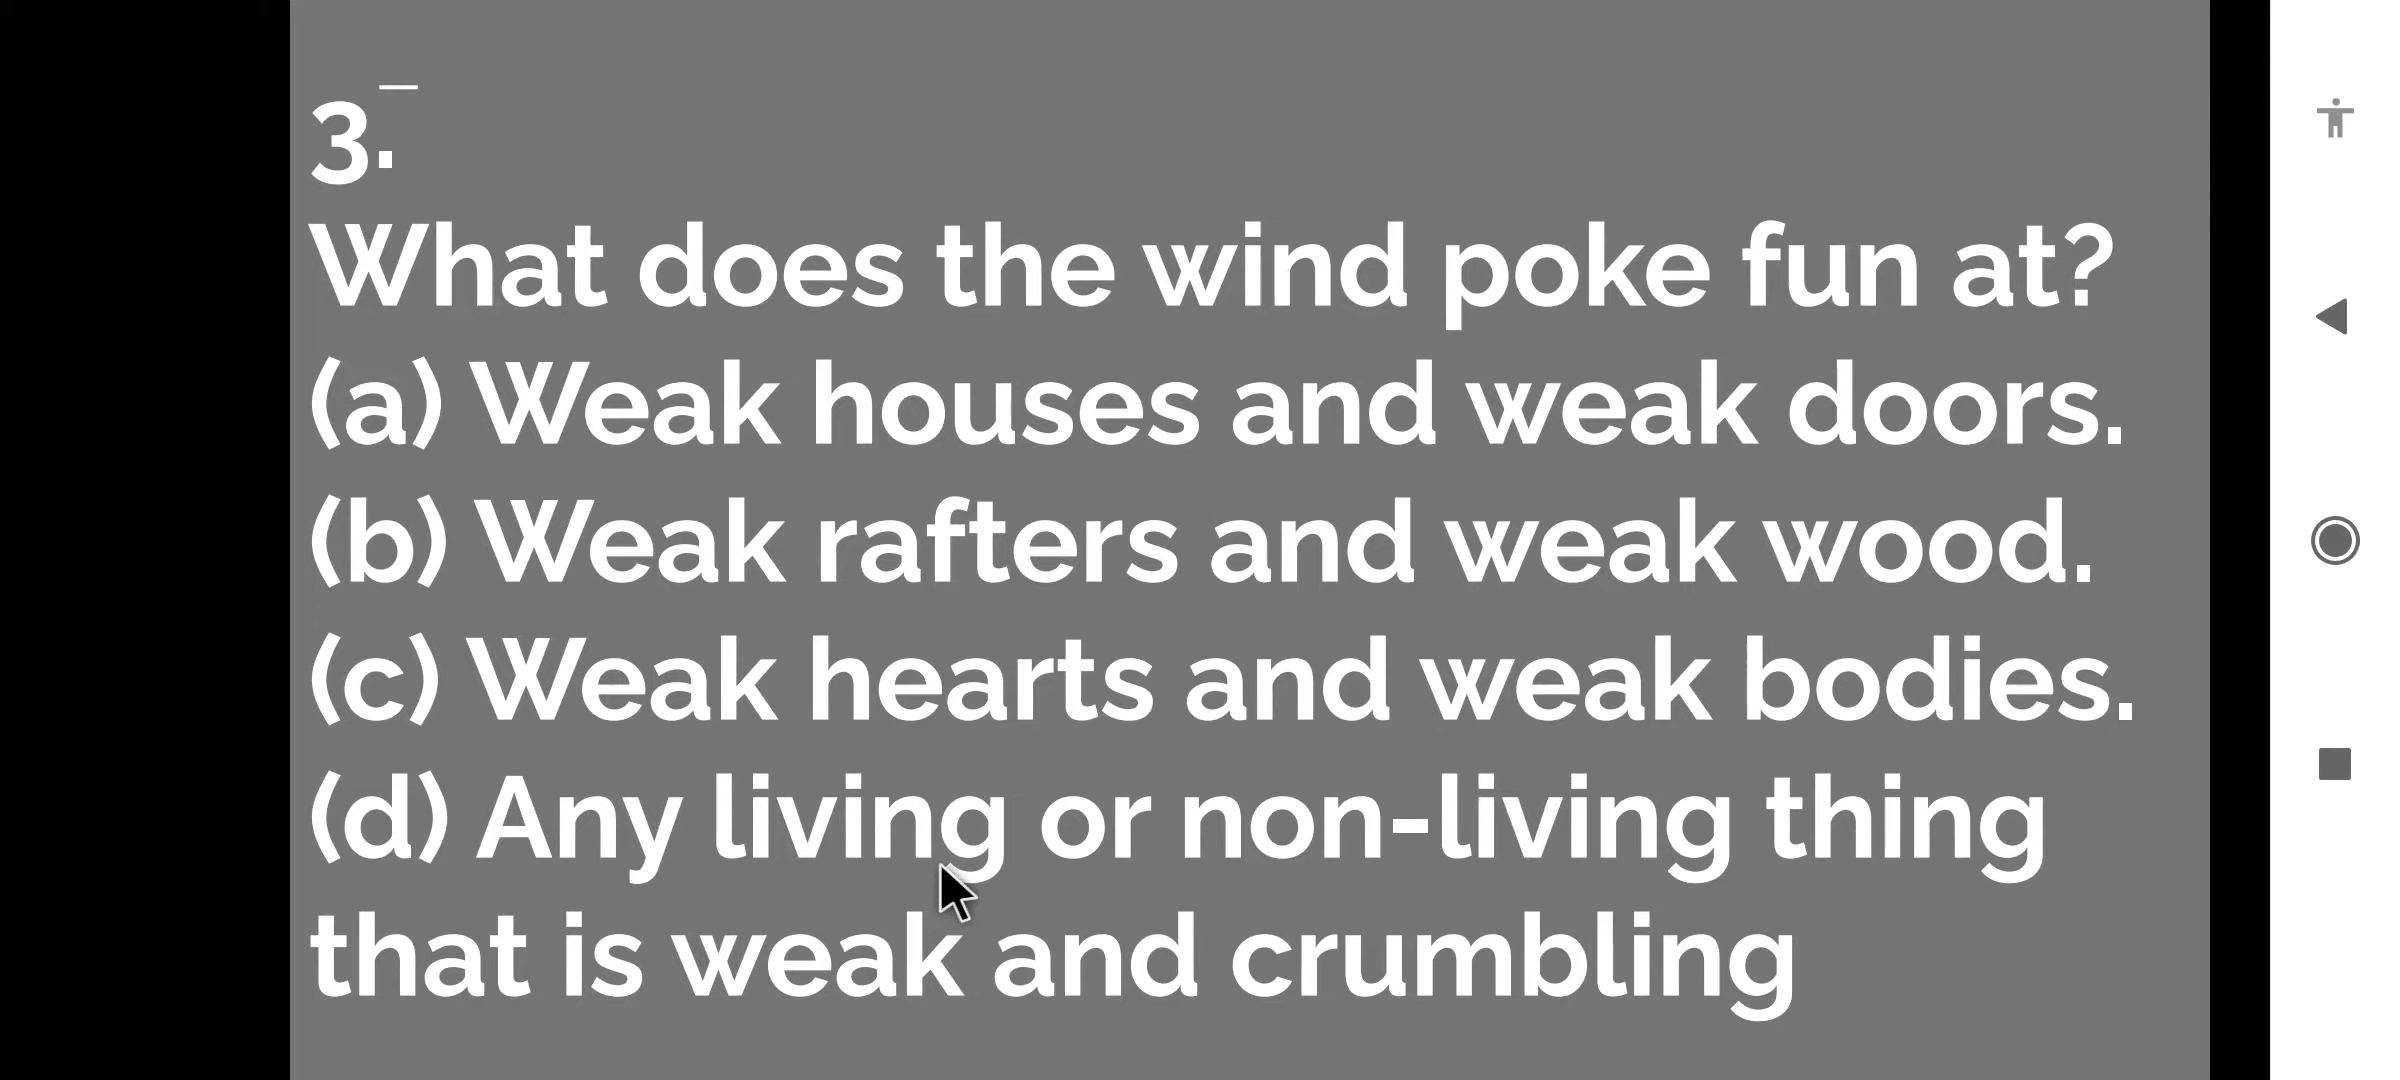 3.
What does the wind poke fun at?
(a) Weak houses and weak doors.
(b) Weak rafters and weak wood.
(c) Weak hearts and weak bodies.
(d) Any living or non-living thing
that is weak and crumbling